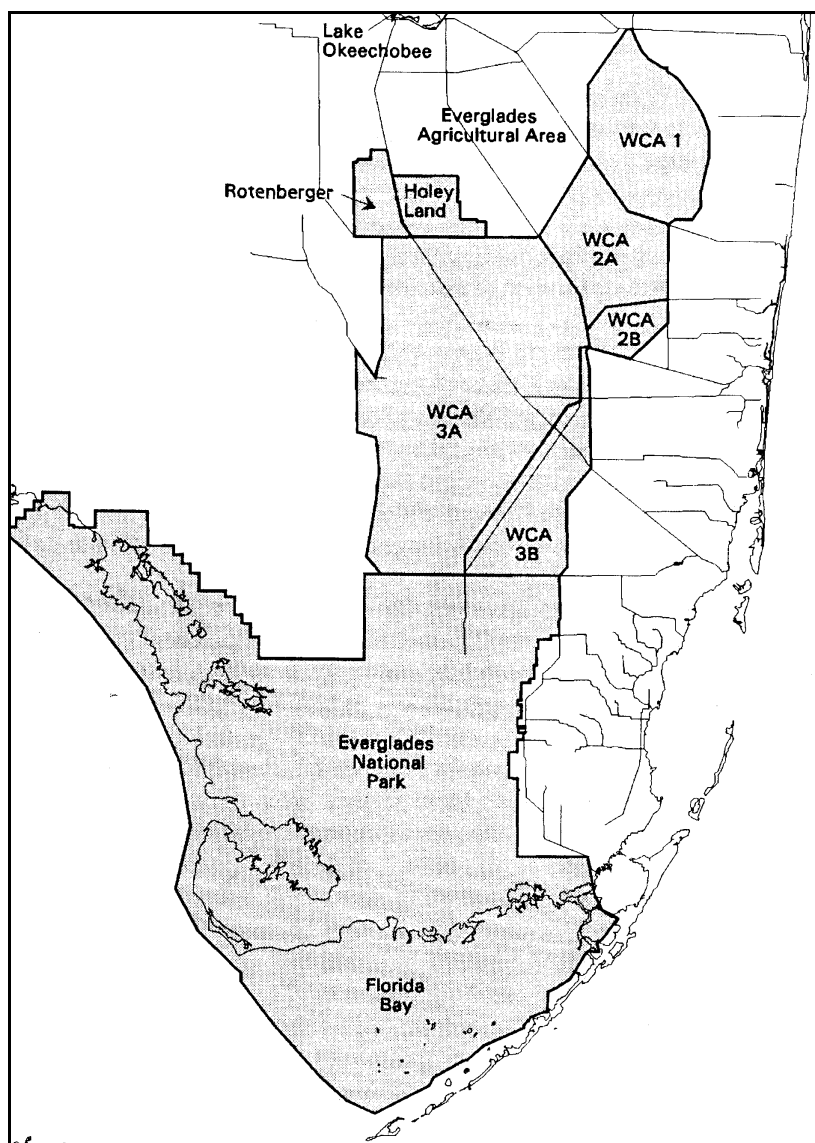 Lake
Okeechobee
Everglades
Agricultural Area
WCA 1
Rotenberger
Holey
Land
WCA
2A
WCA
2B
WCA
3A
WCA
3B
Everglades
National
Park
Florida
Bay